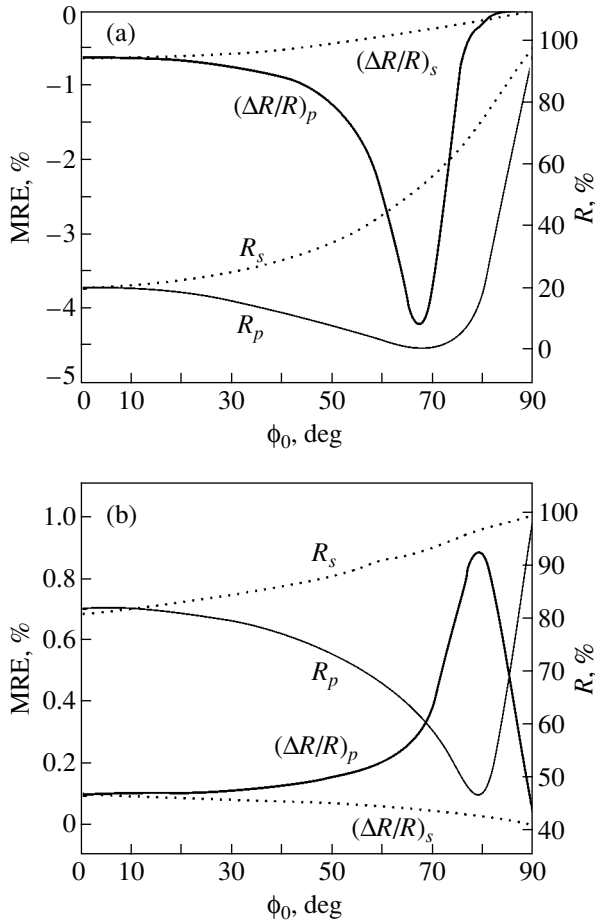 (a)
0
−1
−2
−3
−4
−5
MRE, %
100
80
60
40
20
0
R, %
(ΔR/R)s
(ΔR/R)p
Rs
Rp
0 10 30 50 70 90
ϕ0, deg
(b)
1.0
0.8
0.6
0.4
0.2
0
MRE, %
100
90
80
70
60
50
40
R, %
Rs
Rp
(ΔR/R)p
(ΔR/R)s
0 10 30 50 70 90
ϕ0, deg